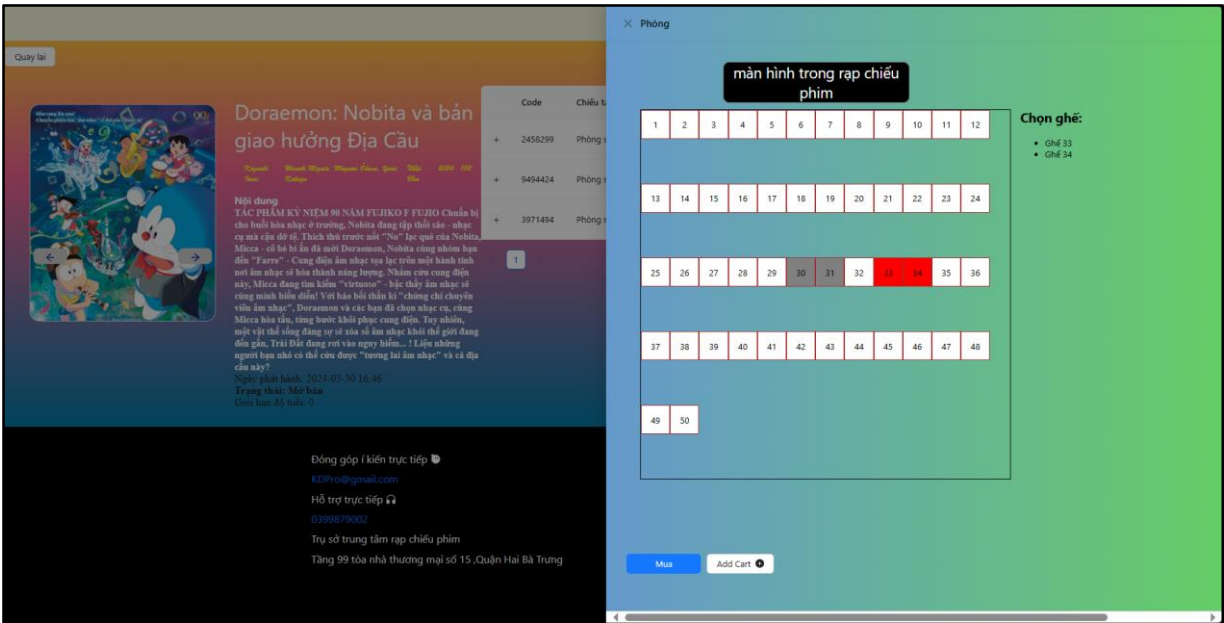 Quay lai
Doraemon: Nobita và bản
giao hưởng Địa Cầu
Nội dung
TÁC PHẨM KỶ NIỆM 90 NĂM FUJIKO F FUJIO Chuẩn bị
cho buổi hòa nhạc ở trường, Nobita đang tập thổi sáo - nhạc
cụ mà cậu dở tệ. Thích thú trước nốt "No" lạc quẻ của Nobita,
Micca - cô bé bí ẩn đã mời Doraemon, Nobita cùng nhóm bạn
đến "Farre" - Cung điện âm nhạc tọa lạc trên một hành tinh
nơi âm nhạc sẽ hóa thành năng lượng. Nhằm cứu cung điện
này, Micca đang tìm kiếm "virtuoso" - bậc thầy âm nhạc sẽ
cùng mình biểu diễn! Với bảo bối thần kì "chứng chỉ chuyên
viên âm nhạc", Doraemon và các bạn đã chọn nhạc cụ, cùng
Micca hòa tấu, từng bước khôi phục cung điện. Tuy nhiên,
một vật thể sống đáng sợ sẽ xóa số âm nhạc khỏi thế giới đang
đến gần, Trái Đất đang rơi vào nguy hiểm... ! Liệu những
người bạn nhỏ có thể cứu được "tương lai âm nhạc" và cả địa
cầu này?
Ngày phát hành: 2024-05-30 16:46
Trạng thái: Mở bán
Giới hạn độ tuổi: 0
Code Chiếu tạ
+ 2458299 Phòng s
+ 9494424 Phòng s
+ 3971494 Phòng s
1
Đóng góp í kiến trực tiếp
KDPro@gmail.com
Hỗ trợ trực tiếp
0399879002
Trụ sở trung tâm rạp chiếu phim
Tầng 99 tòa nhà thương mại số 15 ,Quận Hai Bà Trưng
Phòng
màn hình trong rạp chiếu
phim
1 2 3 4 5 6 7 8 9 10 11 12
13 14 15 16 17 18 19 20 21 22 23 24
25 26 27 28 29 30 31 32 33 34 35 36
37 38 39 40 41 42 43 44 45 46 47 48
49 50
Chọn ghế:
Ghế 33
Ghế 34
Mua
Add Cart